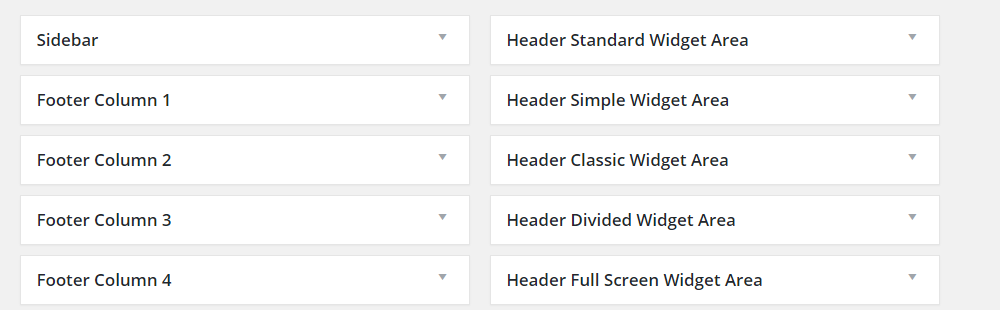 Sidebar
Header Standard Widget Area
Footer Column 1
Header Simple Widget Area
Footer Column 2
Header Classic Widget Area
Footer Column 3
Header Divided Widget Area
Footer Column 4
Header Full Screen Widget Area